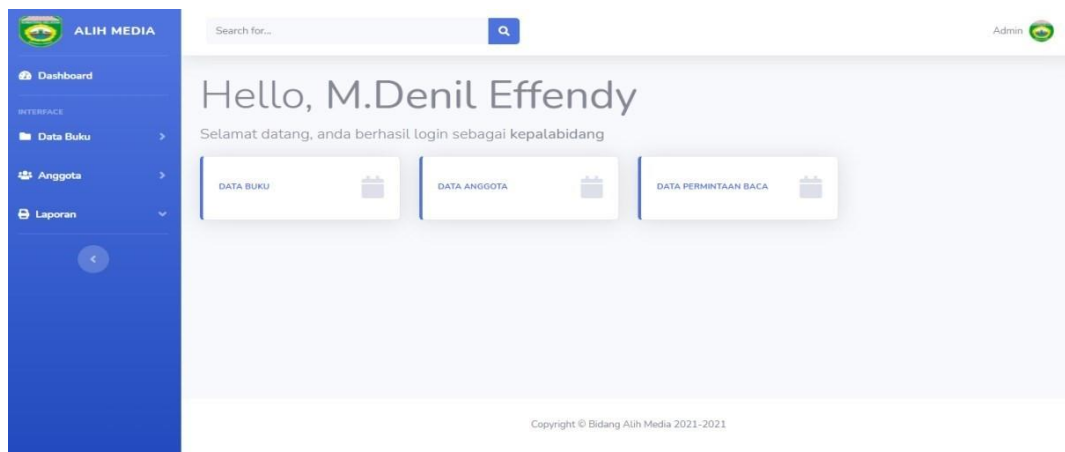 ALIH MEDIA
Search for...
Admin
Dashboard
INTERFACE
Data Buku
Anggota
Laporan
Hello, M.Denil Effendy
Selamat datang, anda berhasil login sebagai kepalabidang
DATA BUKU
DATA ANGGOTA
DATA PERMINTAAN BACA
Copyright © Bidang Alih Media 2021-2021